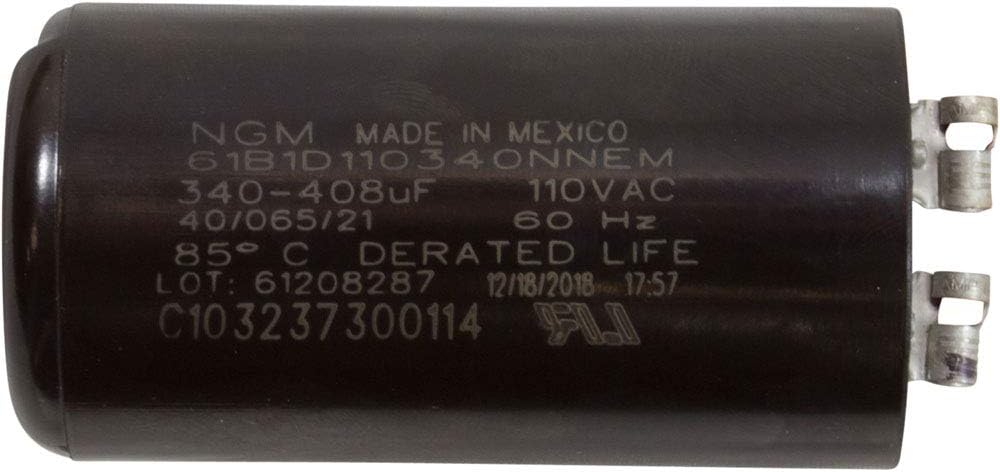 NGM MADE IN MEXICO
61B1D110340NNEM
340-408uF 110VAC
40/065/21 60 Hz
85° C DERATED LIFE
LOT: 61208287 12/18/2018 17:57
C103237300114